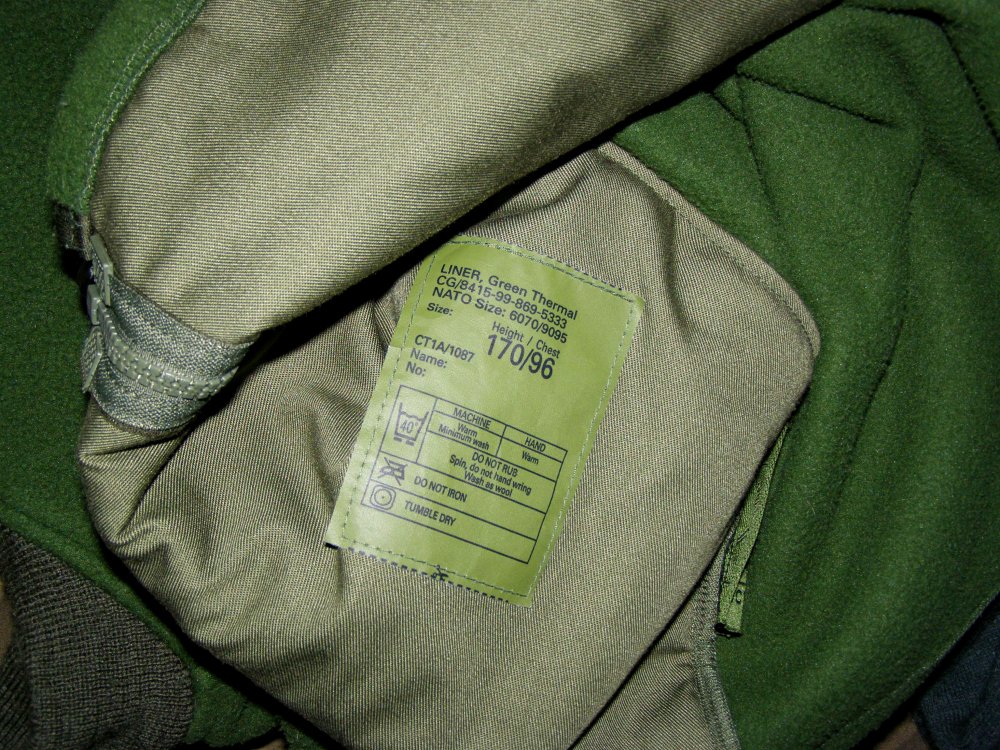 LINER, Green Thermal
CG/8415-99-869-5333
NATO Size: 6070/9095
Size:
Height / Chest
170/96
CT1A/1087
Name:
No:
40°
MACHINE
Warm
Minimum wash
HAND
Warm
DO NOT RUB
Spin, do not hand wring
Wash as wool
DO NOT IRON
TUMBLE DRY